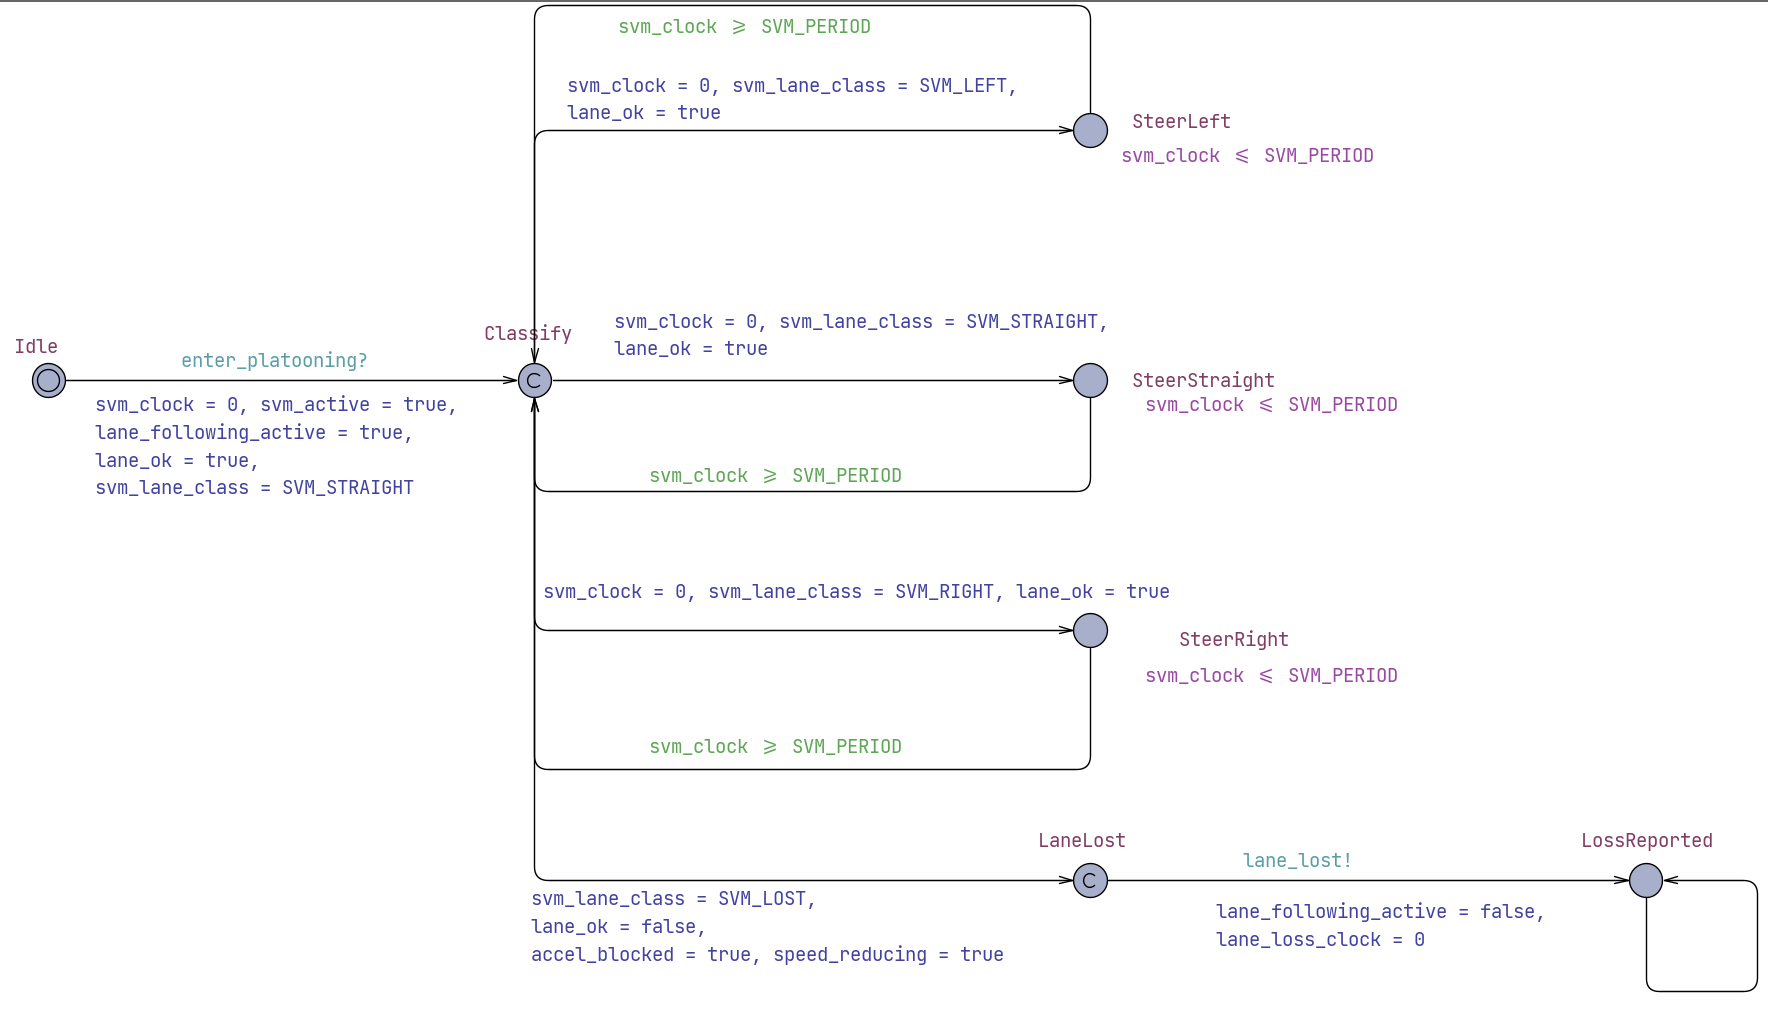 svm_clock ⩾ SVM_PERIOD
svm_clock = 0, svm_lane_class = SVM_LEFT,
lane_ok = true
SteerLeft
svm_clock ⩽ SVM_PERIOD
Idle
enter_platooning?
svm_clock = 0, svm_active = true,
lane_following_active = true,
lane_ok = true,
svm_lane_class = SVM_STRAIGHT
Classify
C
svm_clock = 0, svm_lane_class = SVM_STRAIGHT,
lane_ok = true
SteerStraight
svm_clock ⩽ SVM_PERIOD
svm_clock ⩾ SVM_PERIOD
svm_clock = 0, svm_lane_class = SVM_RIGHT, lane_ok = true
SteerRight
svm_clock ⩽ SVM_PERIOD
svm_clock ⩾ SVM_PERIOD
LaneLost
C
svm_lane_class = SVM_LOST,
lane_ok = false,
accel_blocked = true, speed_reducing = true
lane_lost!
lane_following_active = false,
lane_loss_clock = 0
LossReported